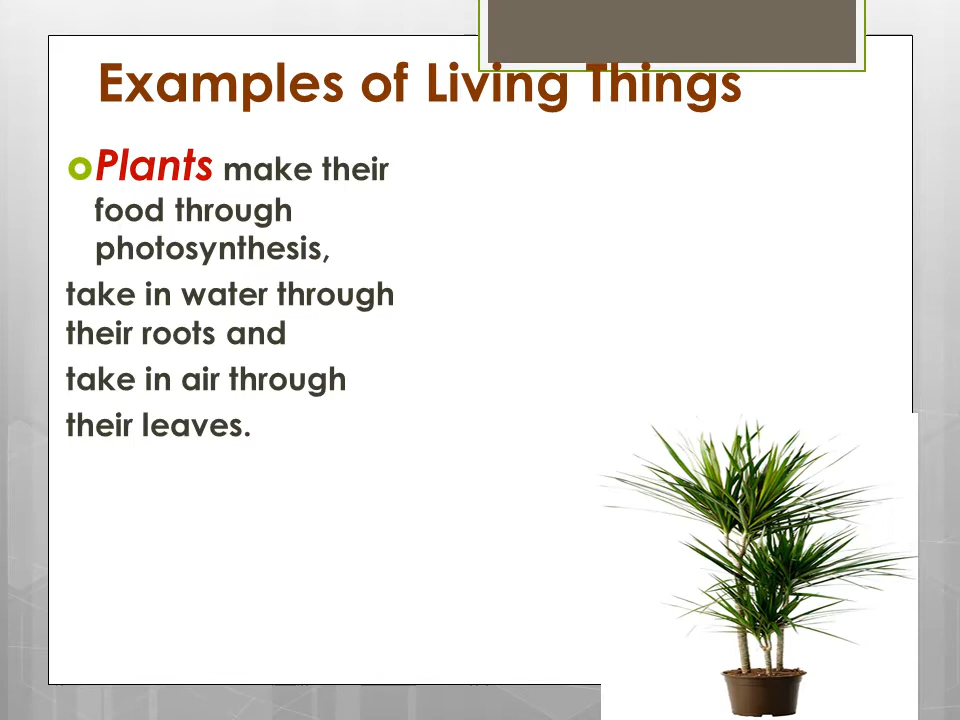 Examples of Living Things
Plants make their
food through
photosynthesis,
take in water through
their roots and
take in air through
their leaves.